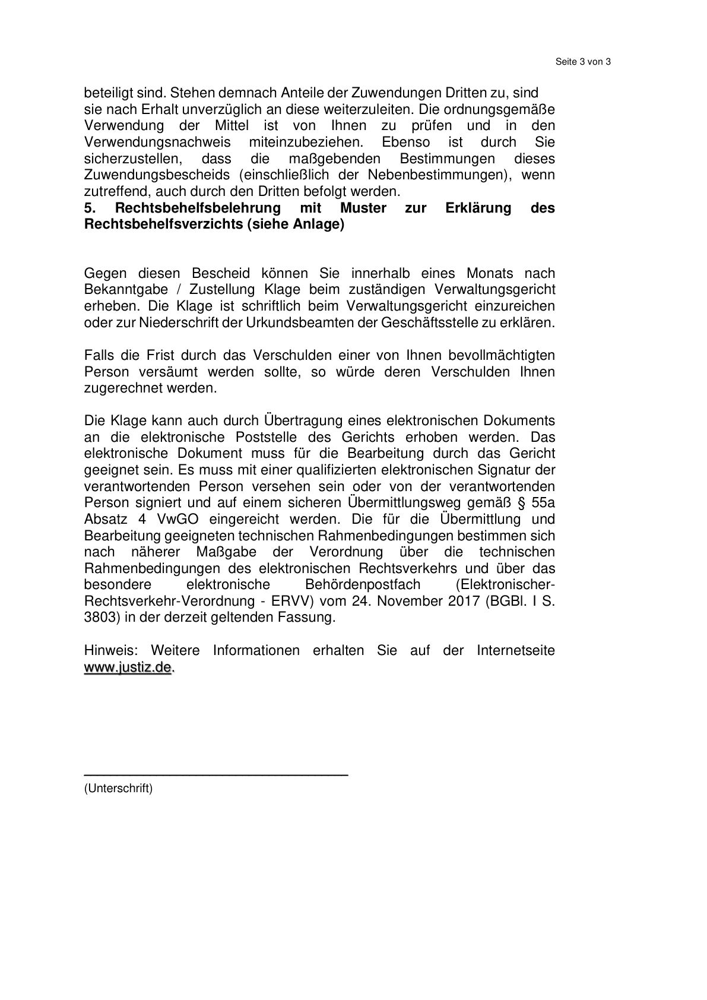 Seite 3 von 3
beteiligt sind. Stehen demnach Anteile der Zuwendungen Dritten zu, sind
sie nach Erhalt unverzüglich an diese weiterzuleiten. Die ordnungsgemäße
Verwendung der Mittel ist von Ihnen zu prüfen und in den
Verwendungsnachweis miteinzubeziehen. Ebenso ist durch Sie
sicherzustellen, dass die maßgebenden Bestimmungen dieses
Zuwendungsbescheids (einschließlich der Nebenbestimmungen), wenn
zutreffend, auch durch den Dritten befolgt werden.
5. Rechtsbehelfsbelehrung mit Muster zur Erklärung des
Rechtsbehelfsverzichts (siehe Anlage)
Gegen diesen Bescheid können Sie innerhalb eines Monats nach
Bekanntgabe / Zustellung Klage beim zuständigen Verwaltungsgericht
erheben. Die Klage ist schriftlich beim Verwaltungsgericht einzureichen
oder zur Niederschrift der Urkundsbeamten der Geschäftsstelle zu erklären.
Falls die Frist durch das Verschulden einer von Ihnen bevollmächtigten
Person versäumt werden sollte, so würde deren Verschulden Ihnen
zugerechnet werden.
Die Klage kann auch durch Übertragung eines elektronischen Dokuments
an die elektronische Poststelle des Gerichts erhoben werden. Das
elektronische Dokument muss für die Bearbeitung durch das Gericht
geeignet sein. Es muss mit einer qualifizierten elektronischen Signatur der
verantwortenden Person versehen sein oder von der verantwortenden
Person signiert und auf einem sicheren Übermittlungsweg gemäß § 55a
Absatz 4 VwGO eingereicht werden. Die für die Übermittlung und
Bearbeitung geeigneten technischen Rahmenbedingungen bestimmen sich
nach näherer Maßgabe der Verordnung über die technischen
Rahmenbedingungen des elektronischen Rechtsverkehrs und über das
besondere elektronische Behördenpostfach (Elektronischer-
Rechtsverkehr-Verordnung - ERVV) vom 24. November 2017 (BGBl. I S.
3803) in der derzeit geltenden Fassung.
Hinweis: Weitere Informationen erhalten Sie auf der Internetseite
www.justiz.de.
(Unterschrift)